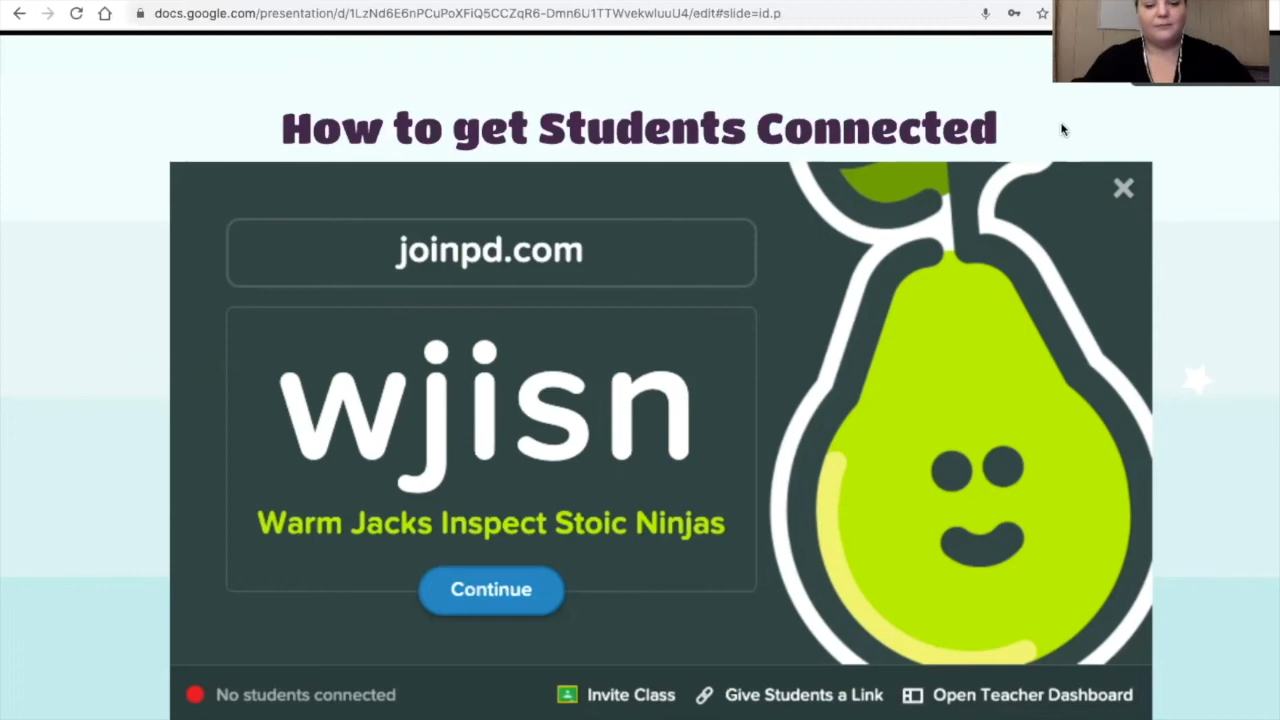 docs.google.com/presentation/d/1LzNd6E6nPCuPoXFiQ5CCZqR6-Dmn6U1TTWvekwluuU4/edit#slide=id.p
How to get Students Connected
joinpd.com
wjisn
Warm Jacks Inspect Stoic Ninjas
Continue
No students connected
Invite Class
Give Students a Link
Open Teacher Dashboard